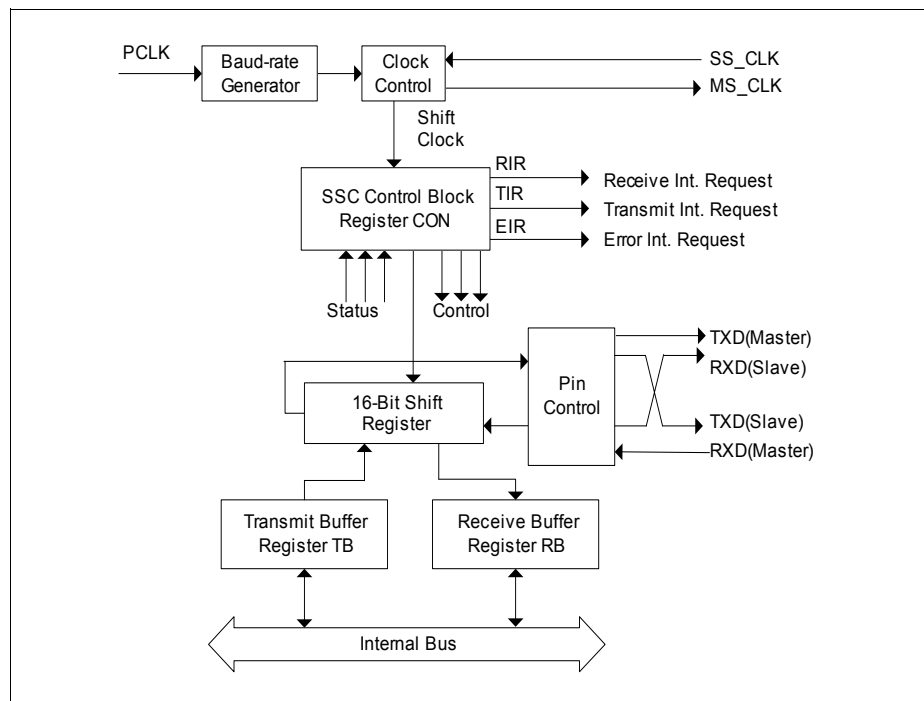 PCLK
Baud-rate
Generator
Clock
Control
SS_CLK
MS_CLK
Shift
Clock
SSC Control Block
Register CON
RIR
TIR
EIR
Receive Int. Request
Transmit Int. Request
Error Int. Request
Status
Control
TXD(Master)
RXD(Slave)
Pin
Control
TXD(Slave)
RXD(Master)
16-Bit Shift
Register
Transmit Buffer
Register TB
Receive Buffer
Register RB
Internal Bus